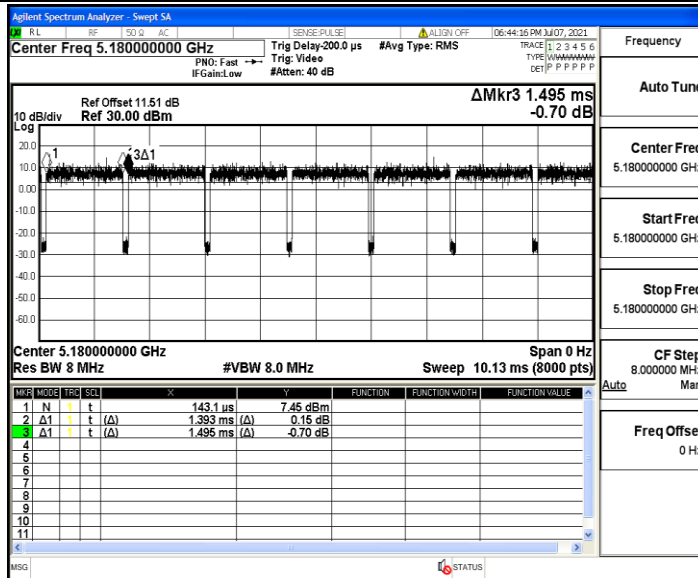 Agilent Spectrum Analyzer - Swept SA
RL RF 50 Ω AC SENSE:PULSE ALIGN OFF 06:44:16 PM Jul 07, 2021
Center Freq 5.180000000 GHz
PNO: Fast
IFGain:Low
Trig Delay-200.0 µs
Trig: Video
#Atten: 40 dB
#Avg Type: RMS
TRACE 1 2 3 4 5 6
TYPE
DET P P P P P P
Ref Offset 11.51 dB
10 dB/div Ref 30.00 dBm
Log
ΔMkr3 1.495 ms
-0.70 dB
20.0
10.0
0.00
-10.0
-20.0
-30.0
-40.0
-50.0
-60.0
1
3Δ1
Center 5.180000000 GHz Span 0 Hz
Res BW 8 MHz #VBW 8.0 MHz Sweep 10.13 ms (8000 pts)
MKR MODE TRC SCL X Y FUNCTION FUNCTION WIDTH FUNCTION VALUE
1 N 1 t 143.1 µs 7.45 dBm
2 Δ1 1 t (Δ) 1.393 ms (Δ) 0.15 dB
3 Δ1 1 t (Δ) 1.495 ms (Δ) -0.70 dB
4
5
6
7
8
9
10
11
MSG STATUS
Frequency
Auto Tun
Center Fre
5.180000000 GH
Start Fre
5.180000000 GH
Stop Fre
5.180000000 GH
CF Step
8.000000 MH
Auto Man
Freq Offse
0 H